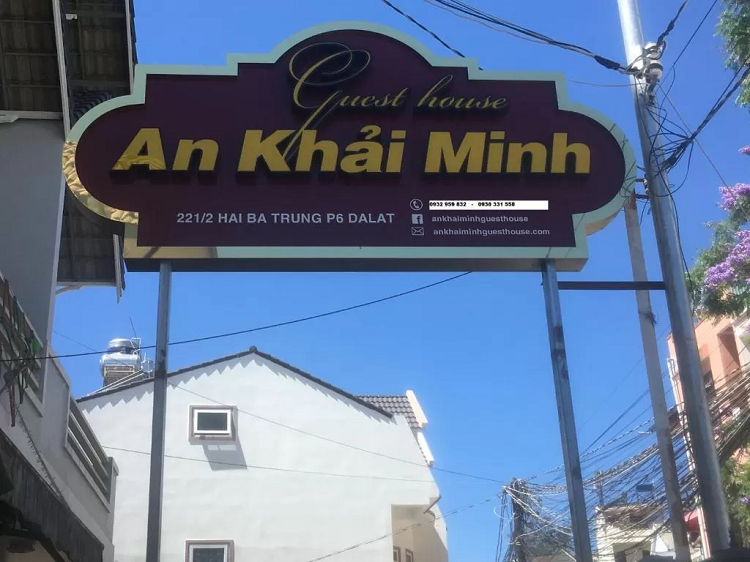 Guest house
An Khải Minh
0932 959 832 - 0938 331 558
221/2 HAI BA TRUNG P6 DALAT
ankhaiminhguesthouse
ankhaiminhguesthouse.com